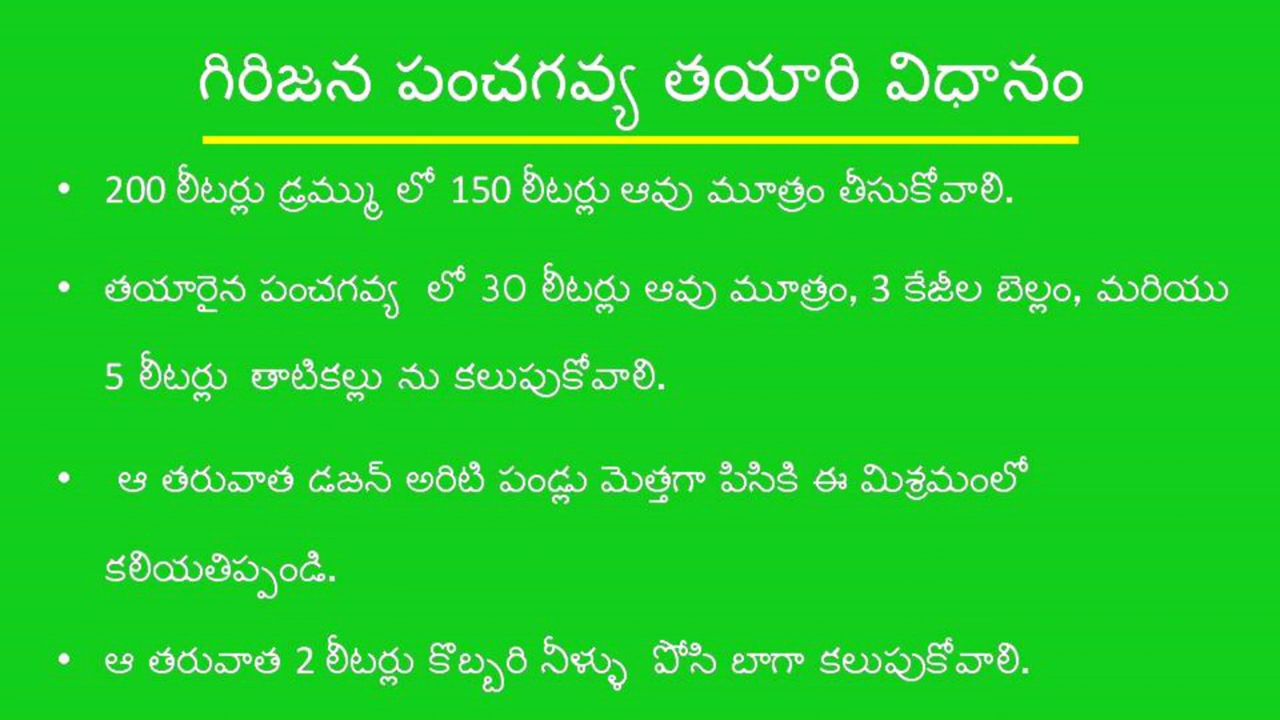 గిరిజన పంచగవ్య తయారి విధానం
• 200 లీటర్లు డ్రమ్ము లో 150 లీటర్లు ఆవు మూత్రం తీసుకోవాలి.
• తయారైన పంచగవ్య లో 30 లీటర్లు ఆవు మూత్రం, 3 కేజీల బెల్లం, మరియు
5 లీటర్లు తాటికల్లు ను కలుపుకోవాలి.
• ఆ తరువాత డజన్ అరిటి పండ్లు మెత్తగా పిసికి ఈ మిశ్రమంలో
కలియతిప్పండి.
• ఆ తరువాత 2 లీటర్లు కొబ్బరి నీళ్ళు పోసి బాగా కలుపుకోవాలి.